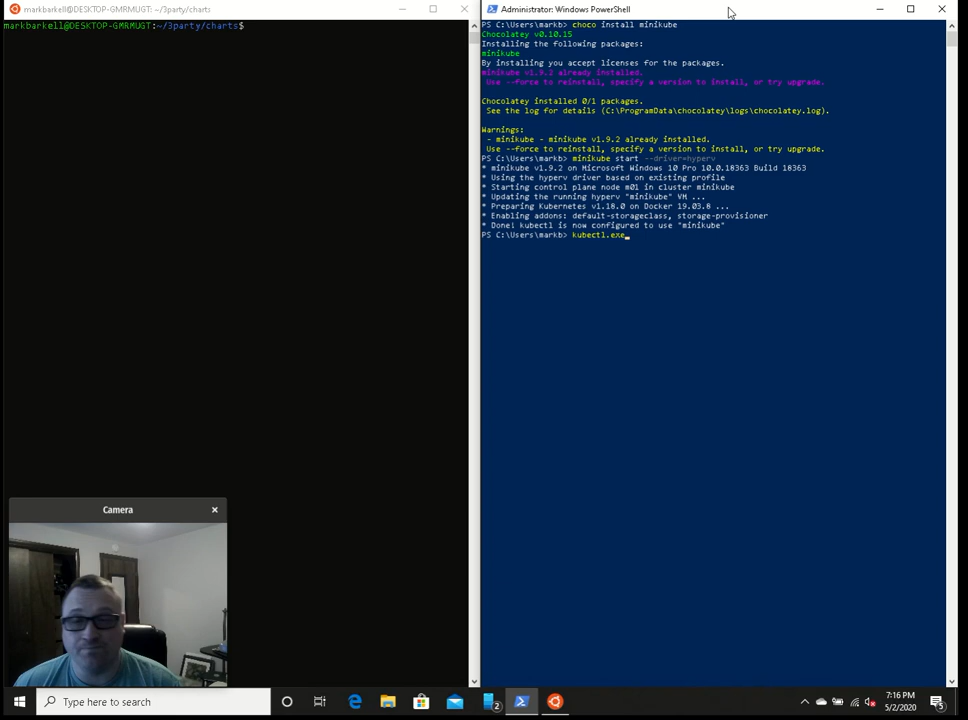 markbarkell@DESKTOP-GMRMUGT: ~/3party/charts
markbarkell@DESKTOP-GMRMUGT:~/3party/charts$
Administrator: Windows PowerShell
PS C:\Users\markb> choco install minikube
Chocolatey v0.10.15
Installing the following packages:
minikube
By installing you accept licenses for the packages.
minikube v1.9.2 already installed.
Use --force to reinstall, specify a version to install, or try upgrade.
Chocolatey installed 0/1 packages.
See the log for details (C:\ProgramData\chocolatey\logs\chocolatey.log).
Warnings:
- minikube - minikube v1.9.2 already installed.
Use --force to reinstall, specify a version to install, or try upgrade.
PS C:\Users\markb> minikube start --driver=hyperv
* minikube v1.9.2 on Microsoft Windows 10 Pro 10.0.18363 Build 18363
* Using the hyperv driver based on existing profile
* Starting control plane node m01 in cluster minikube
* Updating the running hyperv "minikube" VM ...
* Preparing Kubernetes v1.18.0 on Docker 19.03.8 ...
* Enabling addons: default-storageclass, storage-provisioner
* Done! kubectl is now configured to use "minikube"
PS C:\Users\markb> kubectl.exe
Camera
Type here to search
2
7:16 PM
5/2/2020
5